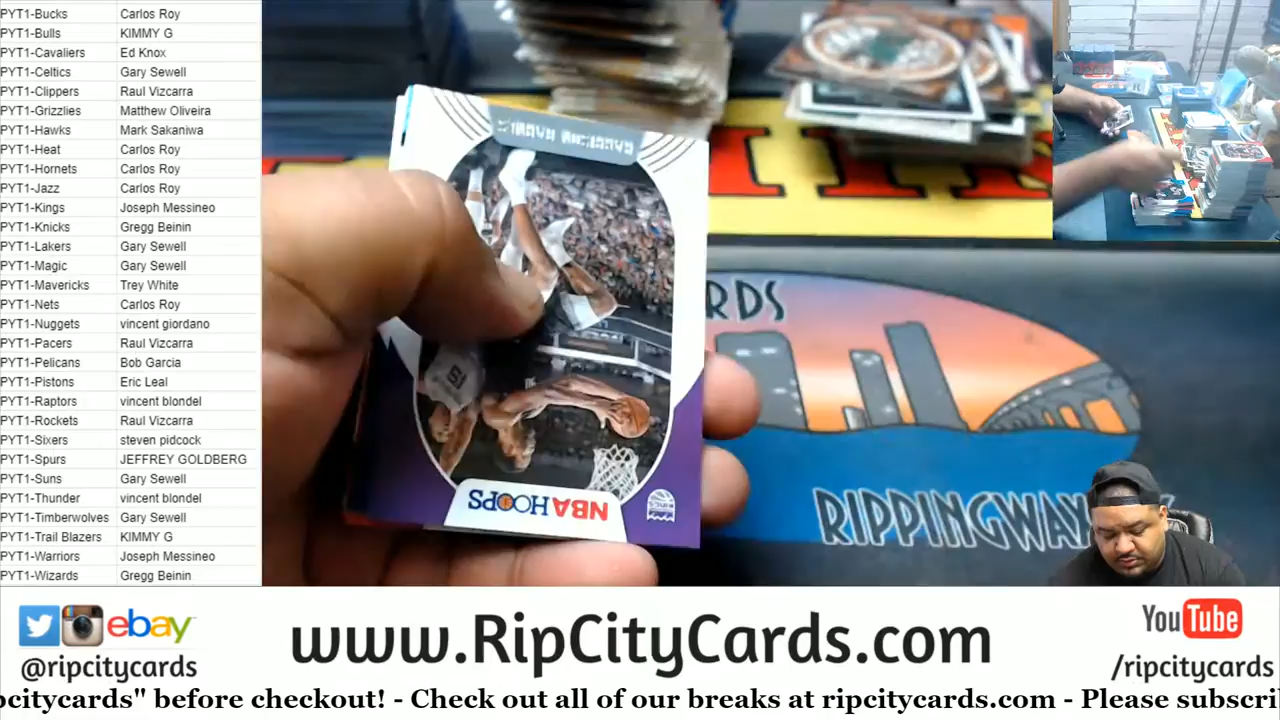 PYT1-Bucks Carlos Roy
PYT1-Bulls KIMMY G
PYT1-Cavaliers Ed Knox
PYT1-Celtics Gary Sewell
PYT1-Clippers Raul Vizcarra
PYT1-Grizzlies Matthew Oliveira
PYT1-Hawks Mark Sakaniwa
PYT1-Heat Carlos Roy
PYT1-Hornets Carlos Roy
PYT1-Jazz Carlos Roy
PYT1-Kings Joseph Messineo
PYT1-Knicks Gregg Beinin
PYT1-Lakers Gary Sewell
PYT1-Magic Gary Sewell
PYT1-Mavericks Trey White
PYT1-Nets Carlos Roy
PYT1-Nuggets vincent giordano
PYT1-Pacers Raul Vizcarra
PYT1-Pelicans Bob Garcia
PYT1-Pistons Eric Leal
PYT1-Raptors vincent blondel
PYT1-Rockets Raul Vizcarra
PYT1-Sixers steven pidcock
PYT1-Spurs JEFFREY GOLDBERG
PYT1-Suns Gary Sewell
PYT1-Thunder vincent blondel
PYT1-Timberwolves Gary Sewell
PYT1-Trail Blazers KIMMY G
PYT1-Warriors Joseph Messineo
PYT1-Wizards Gregg Beinin
NBA HOOPS
KINGS
15
RDS
RIPPINGWAX
ebay
@ripcitycards
www.RipCityCards.com
YouTube
/ripcitycards
pcitycards" before checkout! - Check out all of our breaks at ripcitycards.com - Please subscri